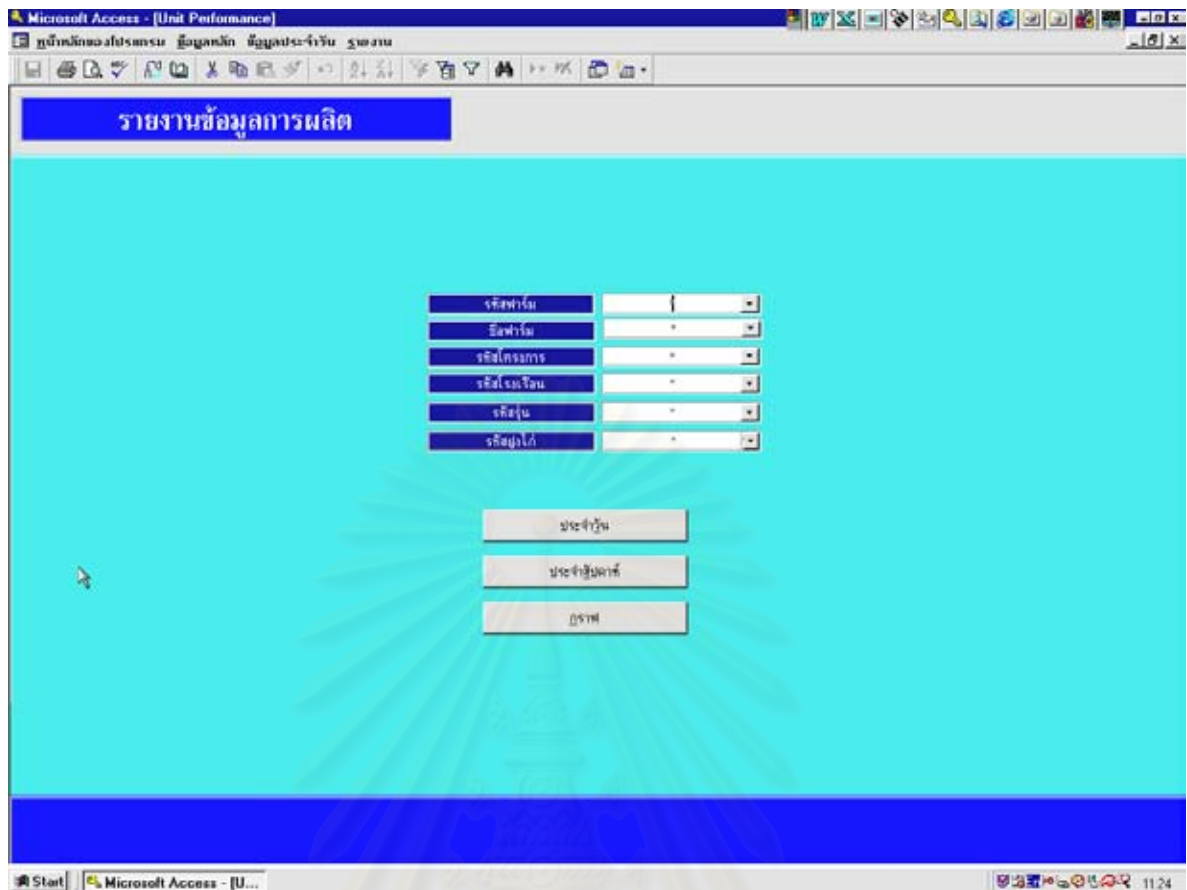 Microsoft Access - [Unit Performance]
หน้าหลักของโปรแกรม ข้อมูลหลัก ข้อมูลประจำวัน รายงาน
รายงานข้อมูลการผลิต
รหัสฟาร์ม
ชื่อฟาร์ม *
รหัสโครงการ *
รหัสโรงเรือน *
รหัสรุ่น *
รหัสฝูงไก่ *
ประจำวัน
ประจำสัปดาห์
กราฟ
Start Microsoft Access - [U... 11:24